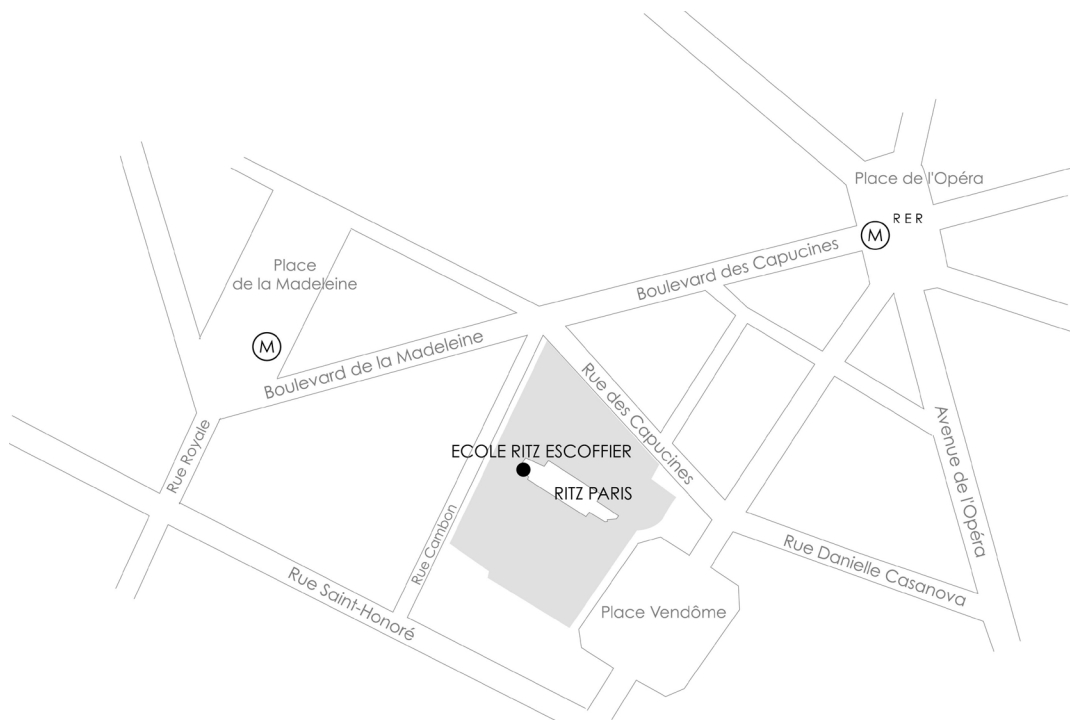 Place de l'Opéra
RER
M
Boulevard des Capucines
Place
de la Madeleine
M
Boulevard de la Madeleine
Rue des Capucines
Rue Royale
ECOLE RITZ ESCOFFIER
RITZ PARIS
Avenue de l'Opéra
Rue Cambon
Rue Danielle Casanova
Rue Saint-Honoré
Place Vendôme